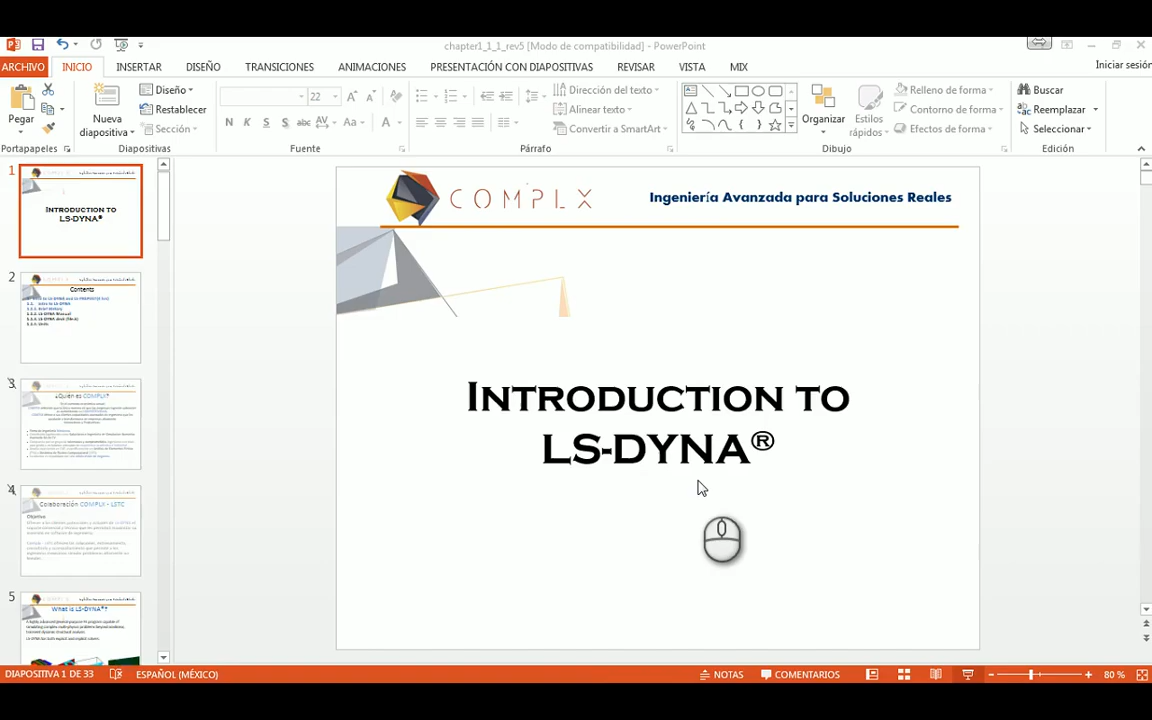 chapter1_1_1_rev5 [Modo de compatibilidad] - PowerPoint
ARCHIVO INICIO INSERTAR DISEÑO TRANSICIONES ANIMACIONES PRESENTACIÓN CON DIAPOSITIVAS REVISAR VISTA MIX Iniciar sesión
Pegar
Nueva diapositiva
Diseño
Restablecer
Sección
22
N K S S abc AV Aa A
Dirección del texto
Alinear texto
Convertir a SmartArt
Organizar
Estilos rápidos
Relleno de forma
Contorno de forma
Efectos de forma
Buscar
Reemplazar
Seleccionar
Portapapeles Diapositivas Fuente Párrafo Dibujo Edición
1
Introduction to
LS-DYNA®
2
Contents
3
¿Quién es COMPLX?
4
Colaboración COMPLX - LSTC
Objetivo
5
What is LS-DYNA®?
COMPLX
Ingeniería Avanzada para Soluciones Reales
Introduction to
LS-DYNA®
DIAPOSITIVA 1 DE 33 ESPAÑOL (MÉXICO) NOTAS COMENTARIOS 80 %